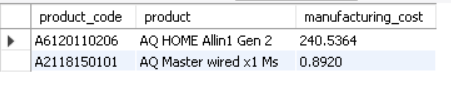 product_code product manufacturing_cost
A6120110206 AQ HOME Allin1 Gen 2 240.5364
A2118150101 AQ Master wired x1 Ms 0.8920